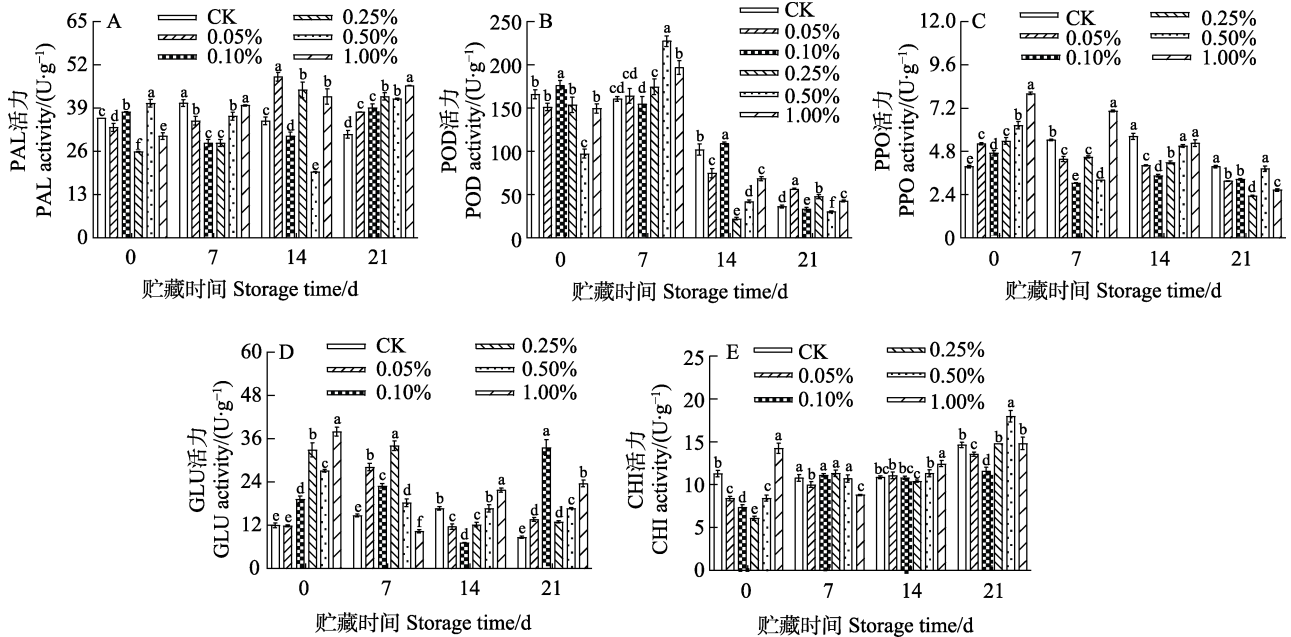 A
CK
0.05%
0.10%
0.25%
0.50%
1.00%
PAL活力
PAL activity/(U·g⁻¹)
65
52
39
26
13
0
c d b f a e
a b c c b a
c a d b e b
d c c b b a
0 7 14 21
贮藏时间 Storage time/d
B
CK
0.05%
0.10%
0.25%
0.50%
1.00%
POD活力
POD activity/(U·g⁻¹)
250
200
150
100
50
0
b b a b c b
cd cd d c a b
b c a e d c
d a e b f c
0 7 14 21
贮藏时间 Storage time/d
C
CK
0.05%
0.10%
0.25%
0.50%
1.00%
PPO活力
PPO activity/(U·g⁻¹)
12.0
9.6
7.2
4.8
2.4
0
e c d c b a
b c e c d a
a c d c b b
a b b d a c
0 7 14 21
贮藏时间 Storage time/d
D
CK
0.05%
0.10%
0.25%
0.50%
1.00%
GLU活力
GLU activity/(U·g⁻¹)
60
48
36
24
12
0
e e d b c a
e b c a d f
b c d c b a
e d a d c b
0 7 14 21
贮藏时间 Storage time/d
E
CK
0.05%
0.10%
0.25%
0.50%
1.00%
CHI活力
CHI activity/(U·g⁻¹)
25
20
15
10
5
0
b c d e c a
a b a a a c
bc b bc c b a
b c d b a b
0 7 14 21
贮藏时间 Storage time/d